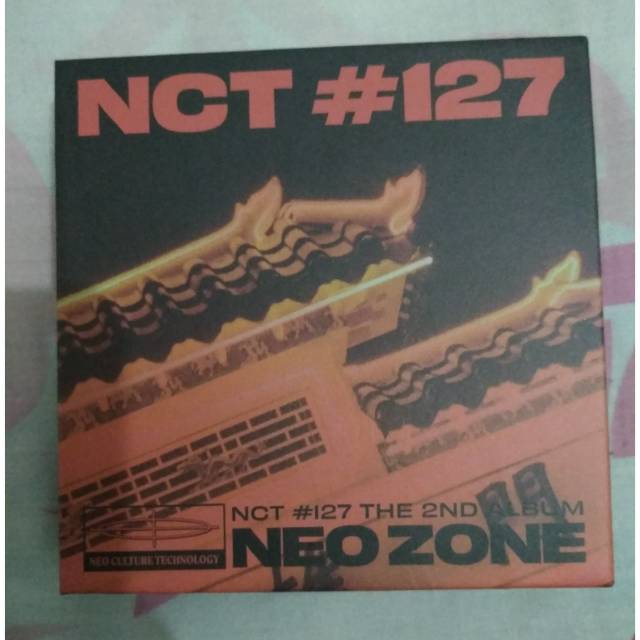 NCT #127
NCT #127 THE 2ND ALBUM
NEO ZONE
NEO CULTURE TECHNOLOGY